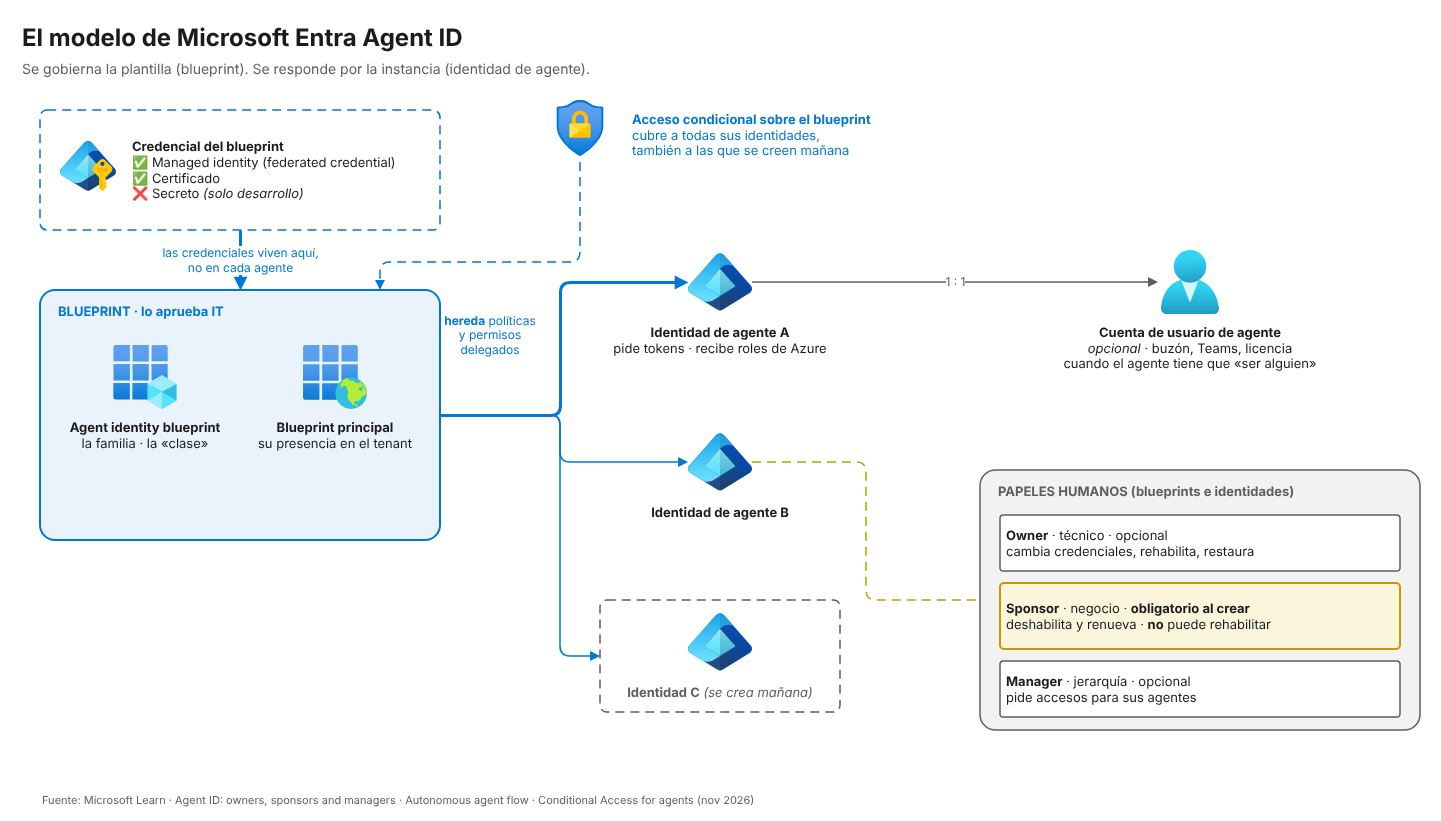 El modelo de Microsoft Entra Agent ID
Se gobierna la plantilla (blueprint). Se responde por la instancia (identidad de agente).
Credencial del blueprint
✅ Managed identity (federated credential)
✅ Certificado
❌ Secreto (solo desarrollo)
Acceso condicional sobre el blueprint
cubre a todas sus identidades,
también a las que se creen mañana
las credenciales viven aquí,
no en cada agente
BLUEPRINT · lo aprueba IT
Agent identity blueprint
la familia · la «clase»
Blueprint principal
su presencia en el tenant
hereda políticas
y permisos
delegados
Identidad de agente A
pide tokens · recibe roles de Azure
1 : 1
Cuenta de usuario de agente
opcional · buzón, Teams, licencia
cuando el agente tiene que «ser alguien»
Identidad de agente B
Identidad C (se crea mañana)
PAPELES HUMANOS (blueprints e identidades)
Owner · técnico · opcional
cambia credenciales, rehabilita, restaura
Sponsor · negocio · obligatorio al crear
deshabilita y renueva · no puede rehabilitar
Manager · jerarquía · opcional
pide accesos para sus agentes
Fuente: Microsoft Learn · Agent ID: owners, sponsors and managers · Autonomous agent flow · Conditional Access for agents (nov 2026)